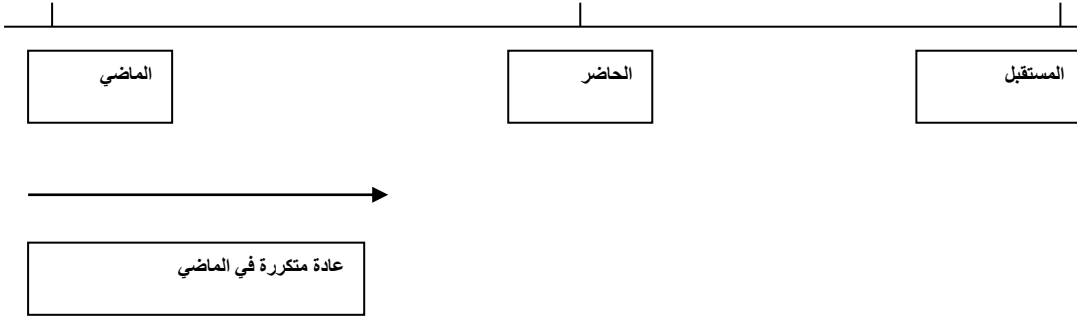 الماضي
الحاضر
المستقبل
عادة متكررة في الماضي